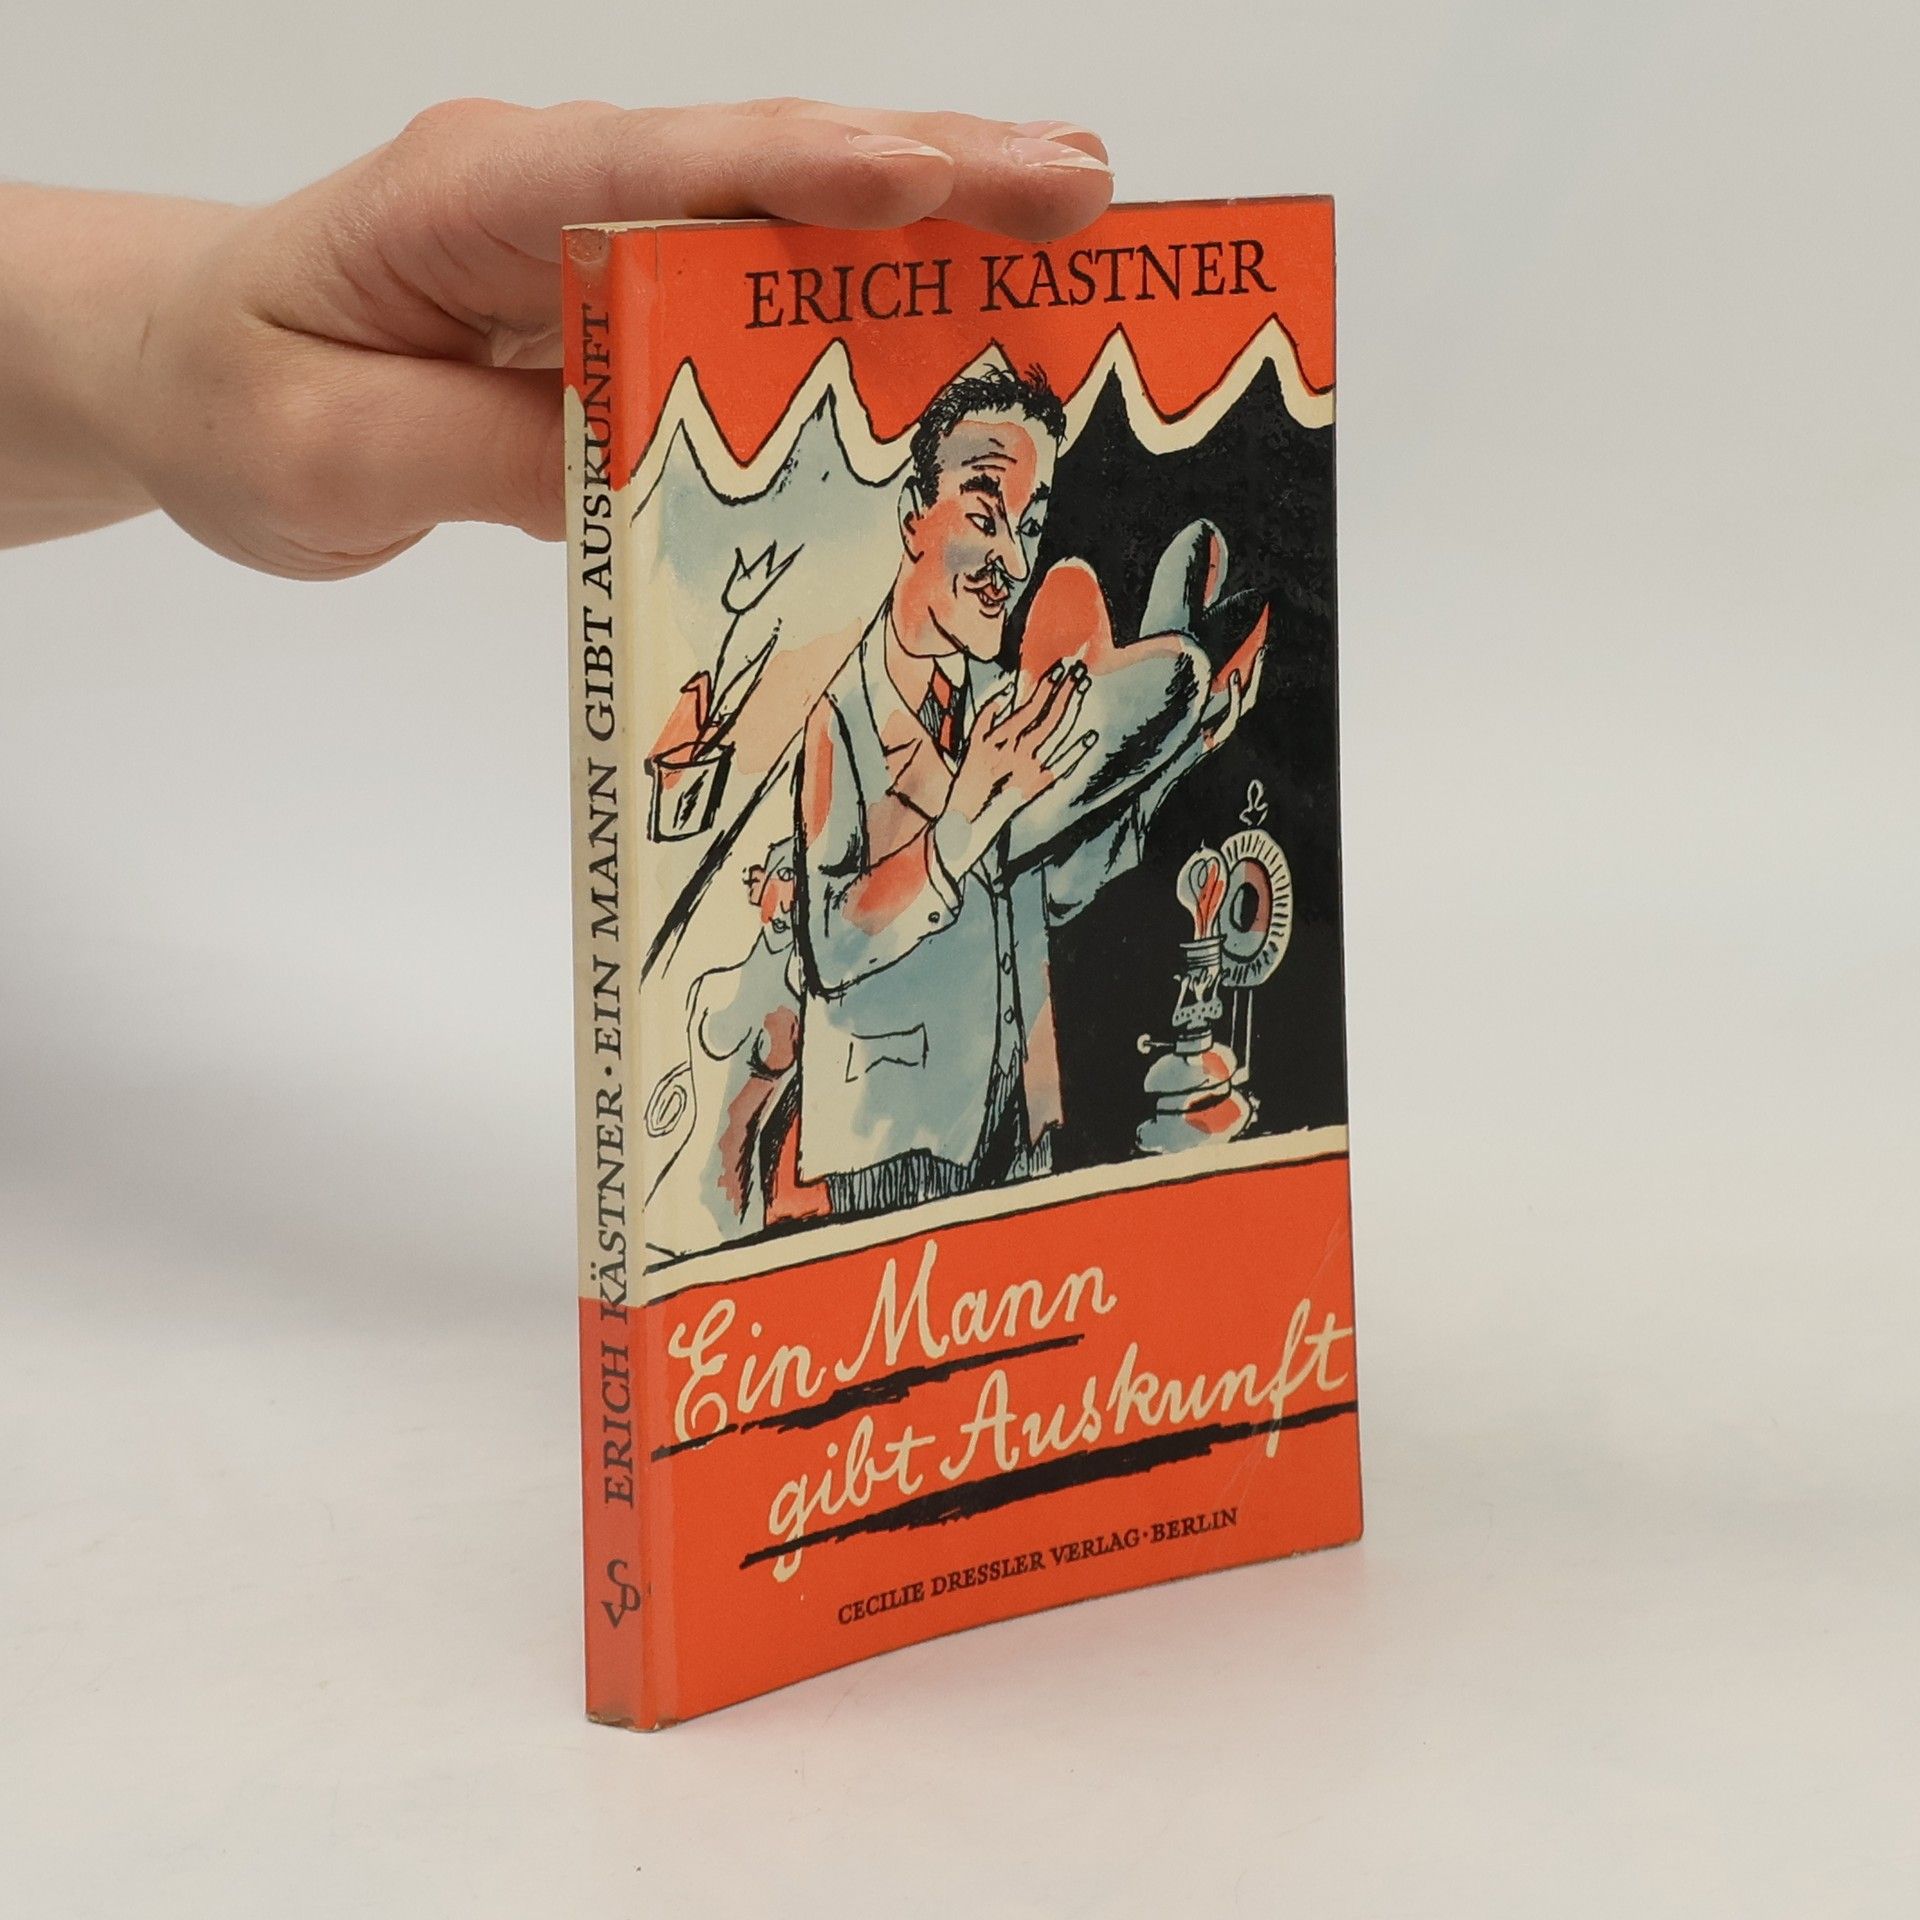 ERICH KÄSTNER · EIN MANN GIBT AUSKUNFT
ERICH KÄSTNER
Ein Mann
gibt Auskunft
CECILIE DRESSLER VERLAG · BERLIN